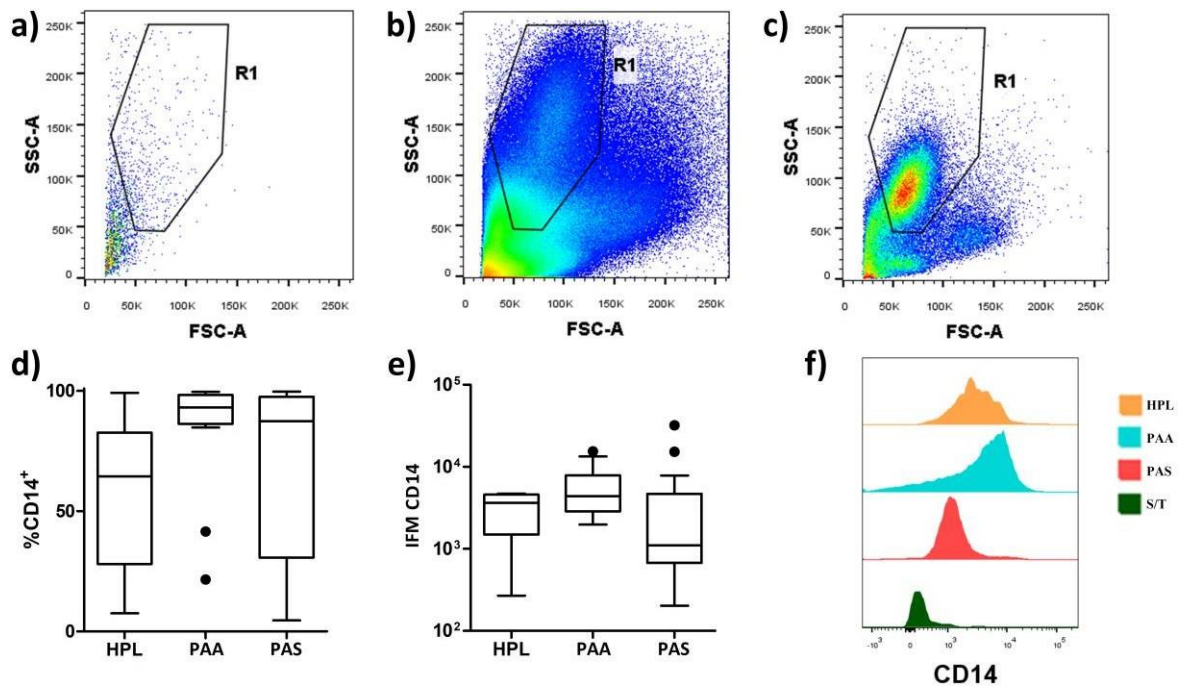 a)
SSC-A
250K
200K
150K
100K
50K
0
R1
0 50K 100K 150K 200K 250K
FSC-A
b)
SSC-A
250K
200K
150K
100K
50K
0
R1
0 50K 100K 150K 200K 250K
FSC-A
c)
SSC-A
250K
200K
150K
100K
50K
0
R1
0 50K 100K 150K 200K 250K
FSC-A
d)
%CD14+
100
50
0
HPL PAA PAS
e)
IFM CD14
10^5
10^4
10^3
10^2
HPL PAA PAS
f)
-10^3 0 10^3 10^4 10^5
CD14
HPL
PAA
PAS
S/T